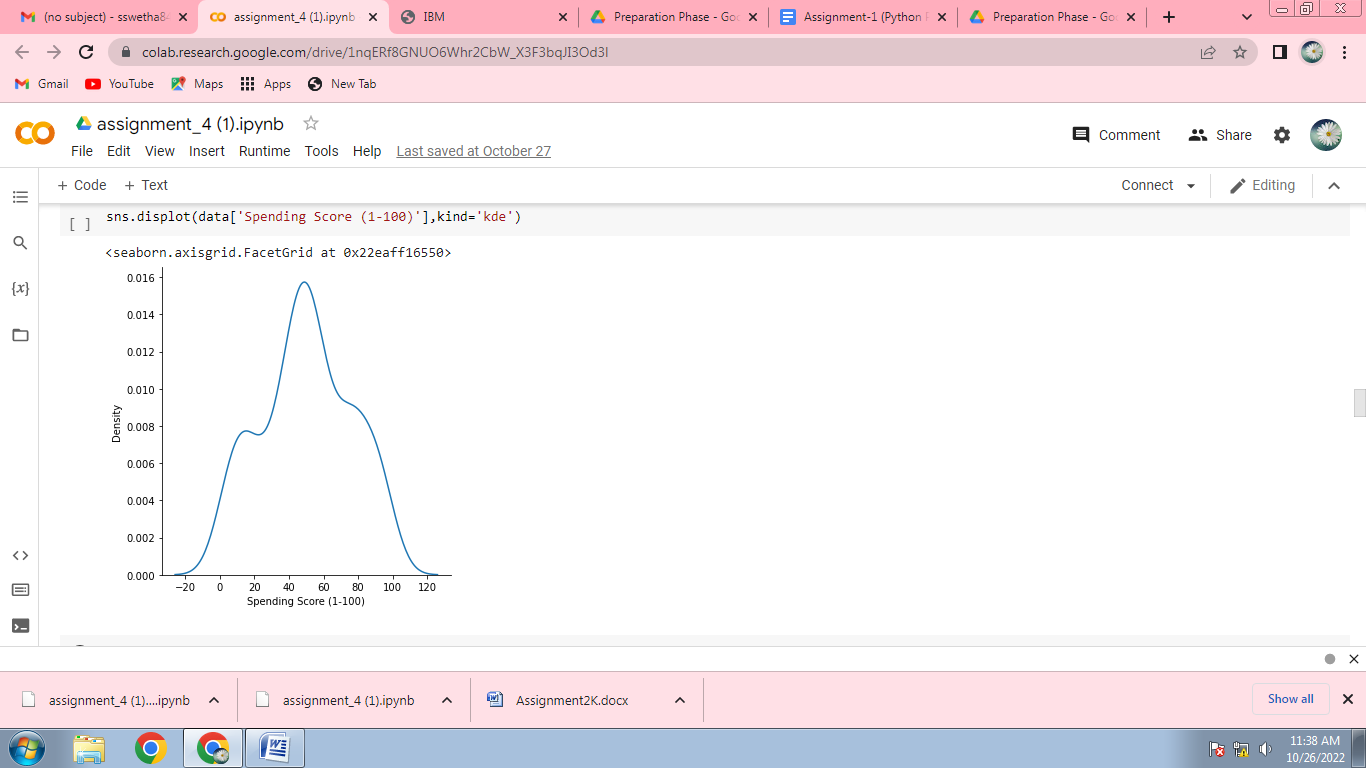 (no subject) - sswetha84
assignment_4 (1).ipynb
IBM
Preparation Phase - Goo
Assignment-1 (Python P
Preparation Phase - Goo
colab.research.google.com/drive/1nqERf8GNUO6Whr2CbW_X3F3bqJI3Od3I
Gmail
YouTube
Maps
Apps
New Tab
assignment_4 (1).ipynb
Comment
Share
File Edit View Insert Runtime Tools Help Last saved at October 27
+ Code + Text
Connect
Editing
{x}
[ ] sns.displot(data['Spending Score (1-100)'],kind='kde')
<seaborn.axisgrid.FacetGrid at 0x22eaff16550>
0.016
0.014
0.012
0.010
0.008
0.006
0.004
0.002
0.000
Density
−20 0 20 40 60 80 100 120
Spending Score (1-100)
assignment_4 (1)....ipynb
assignment_4 (1).ipynb
Assignment2K.docx
Show all
11:38 AM
10/26/2022